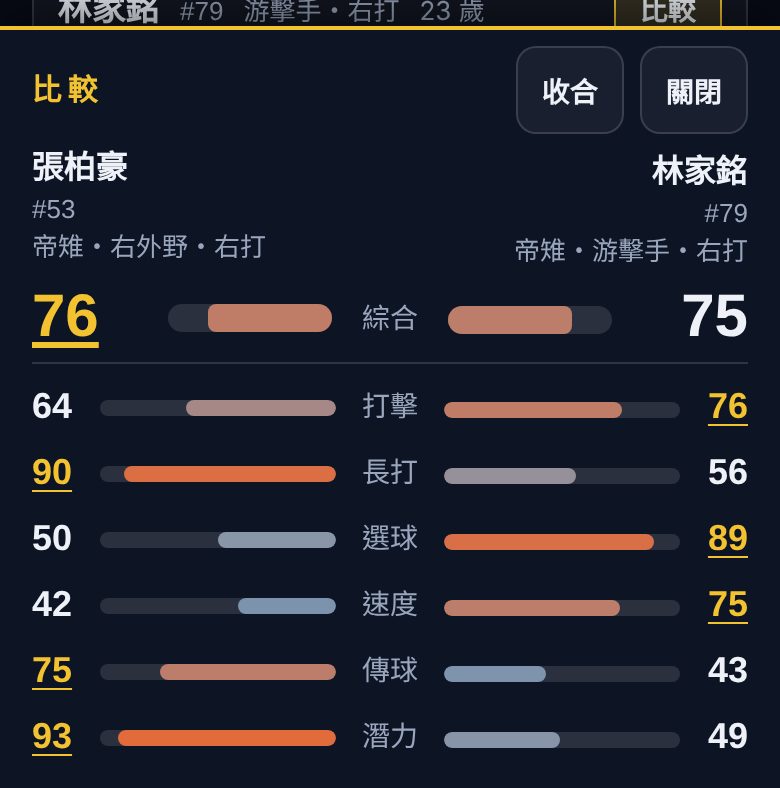 林家銘 #79 游擊手・右打 23 歲 比較
比較 收合 關閉
張柏豪 林家銘
#53 #79
帝雉・右外野・右打 帝雉・游擊手・右打
76 綜合 75
64 打擊 76
90 長打 56
50 選球 89
42 速度 75
75 傳球 43
93 潛力 49